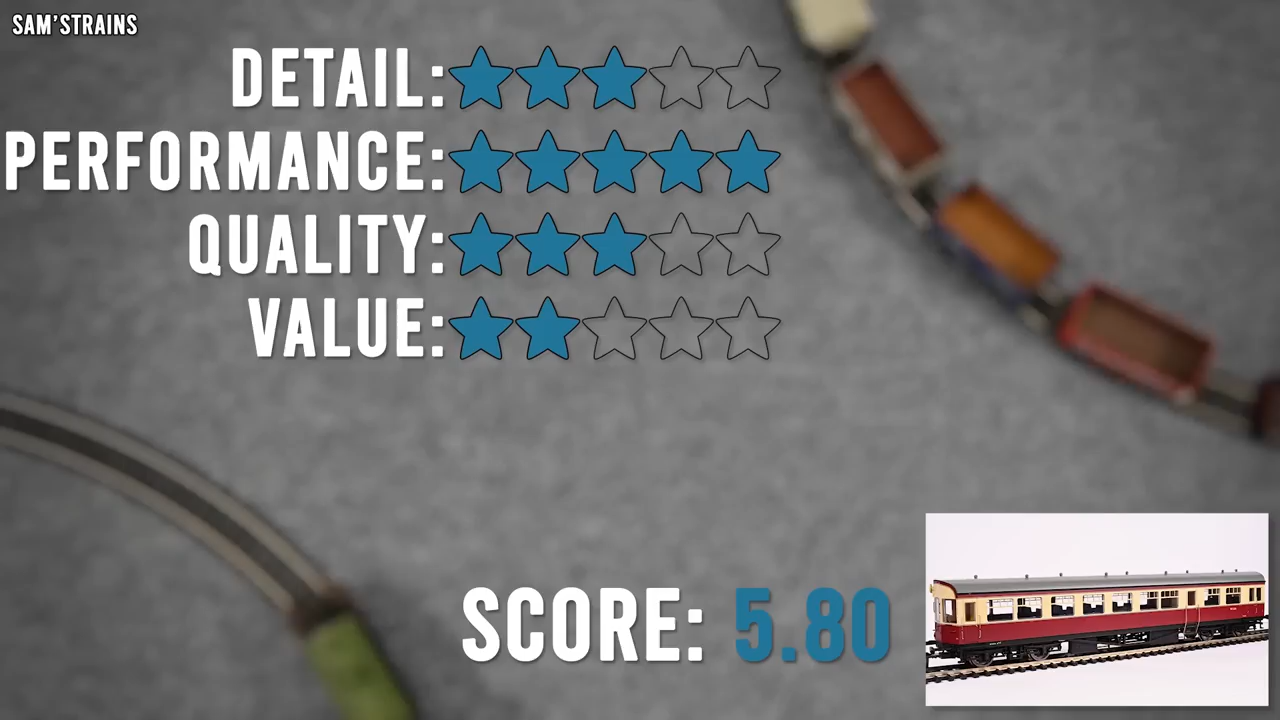 SAM'STRAINS
DETAIL:
PERFORMANCE:
QUALITY:
VALUE:
SCORE: 5.80